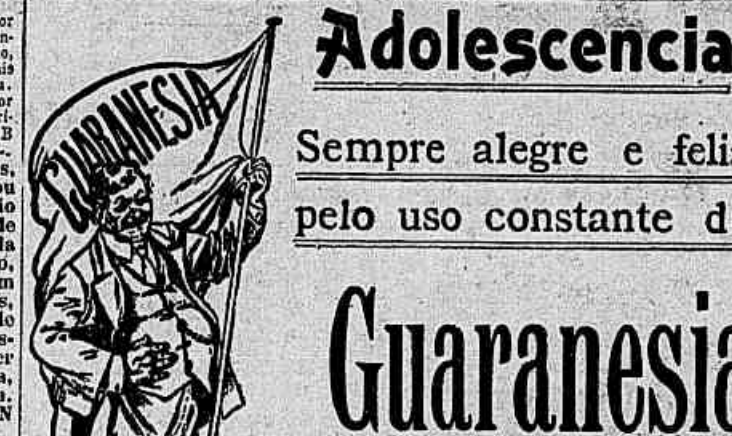 Adolescencia
Sempre alegre e feli
pelo uso constante d
GUARANESIA
Guaranesia